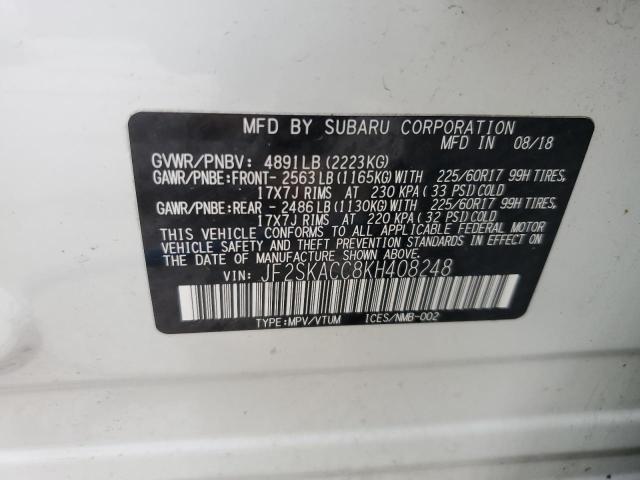 MFD BY SUBARU CORPORATION
MFD IN 08/18
GVWR/PNBV: 4891LB (2223KG)
GAWR/PNBE:FRONT- 2563LB (1165KG)WITH 225/60R17 99H TIRES,
17X7J RIMS AT 230 KPA (33 PSI)COLD
GAWR/PNBE:REAR - 2486LB (1130KG)WITH 225/60R17 99H TIRES,
17X7J RIMS AT 220 KPA (32 PSI)COLD
THIS VEHICLE CONFORMS TO ALL APPLICABLE FEDERAL MOTOR
VEHICLE SAFETY AND THEFT PREVENTION STANDARDS IN EFFECT ON
THE DATE OF MANUFACTURE SHOWN ABOVE.
VIN: JF2SKACC8KH408248
TYPE:MPV/VTUM ICES/NMB-002